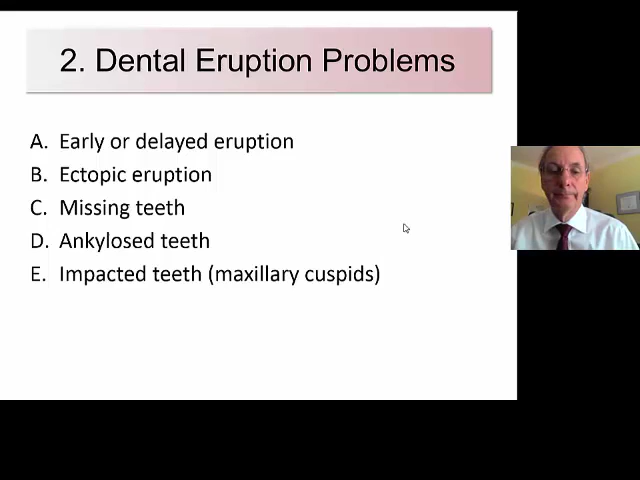 2. Dental Eruption Problems
A. Early or delayed eruption
B. Ectopic eruption
C. Missing teeth
D. Ankylosed teeth
E. Impacted teeth (maxillary cuspids)